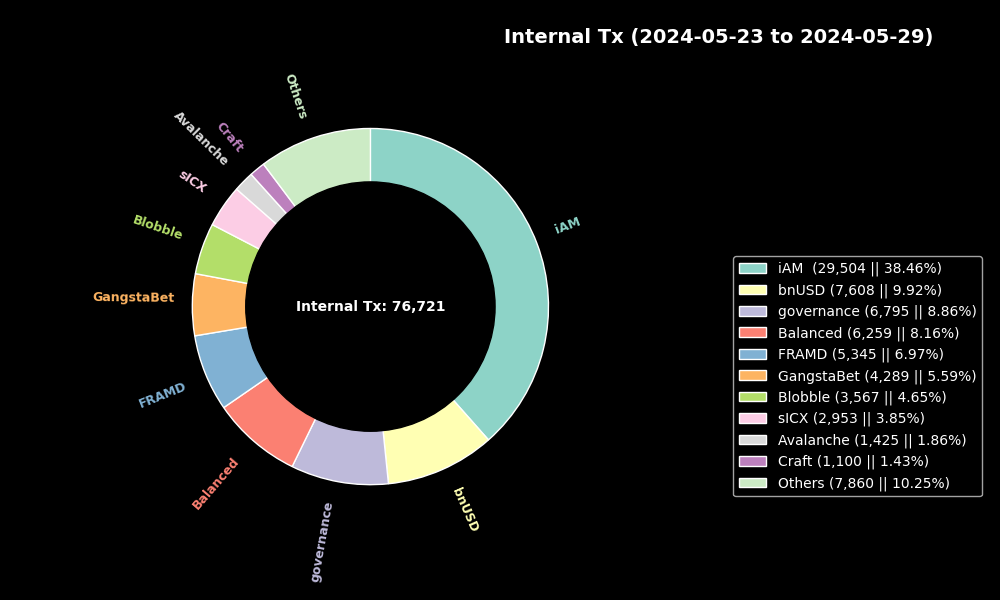 Internal Tx (2024-05-23 to 2024-05-29)
Others
Craft
Avalanche
sICX
Blobble
GangstaBet
FRAMD
Balanced
governance
bnUSD
iAM
Internal Tx: 76,721
iAM  (29,504 || 38.46%)
bnUSD (7,608 || 9.92%)
governance (6,795 || 8.86%)
Balanced (6,259 || 8.16%)
FRAMD (5,345 || 6.97%)
GangstaBet (4,289 || 5.59%)
Blobble (3,567 || 4.65%)
sICX (2,953 || 3.85%)
Avalanche (1,425 || 1.86%)
Craft (1,100 || 1.43%)
Others (7,860 || 10.25%)